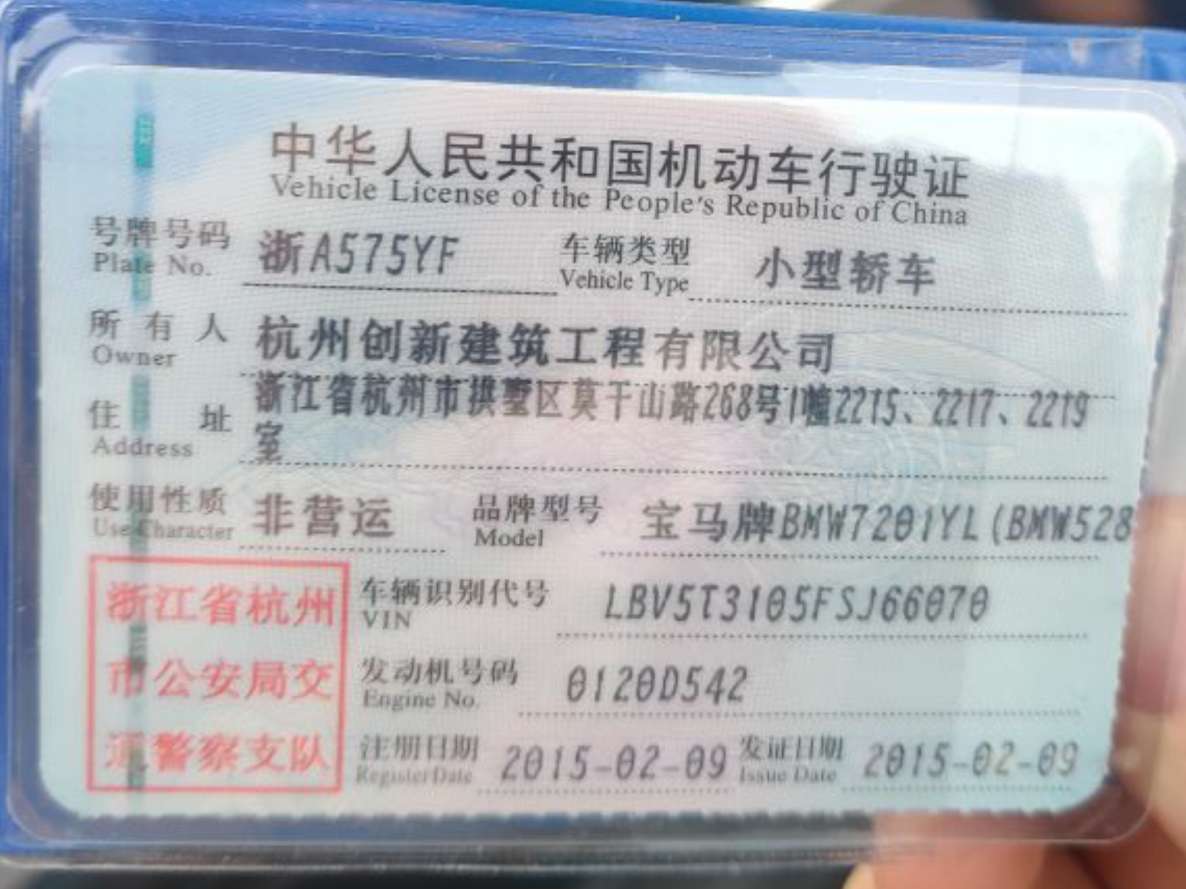 中华人民共和国机动车行驶证
Vehicle License of the People's Republic of China
号牌号码 浙A575YF 车辆类型 小型轿车
Plate No. Vehicle Type
所有人 杭州创新建筑工程有限公司
Owner
住址 浙江省杭州市拱墅区莫干山路268号1幢2215、2217、2219
室
Address
使用性质 非营运 品牌型号 宝马牌BMW7201YL(BMW528
Use Character Model
浙江省杭州
市公安局交
通警察支队
车辆识别代号 LBV5T3105FSJ66070
VIN
发动机号码 0120D542
Engine No.
注册日期 2015-02-09 发证日期 2015-02-09
Register Date Issue Date